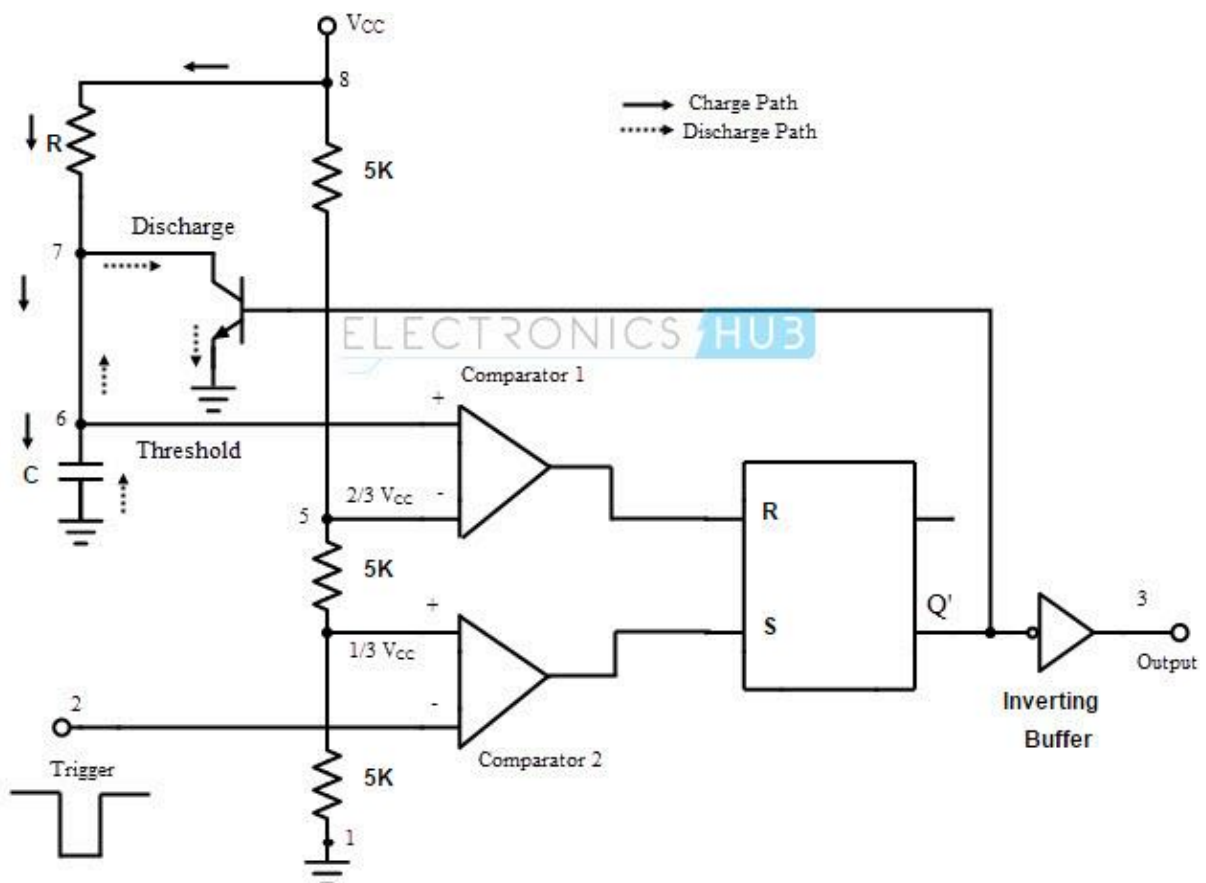 VCC
8
Charge Path
Discharge Path
R
5K
Discharge
7
ELECTRONICS HUB
Comparator 1
+
6
Threshold
C
2/3 VCC
-
5
R
5K
Q'
3
+
S
1/3 VCC
Output
2
-
Inverting
Buffer
Comparator 2
Trigger
5K
1